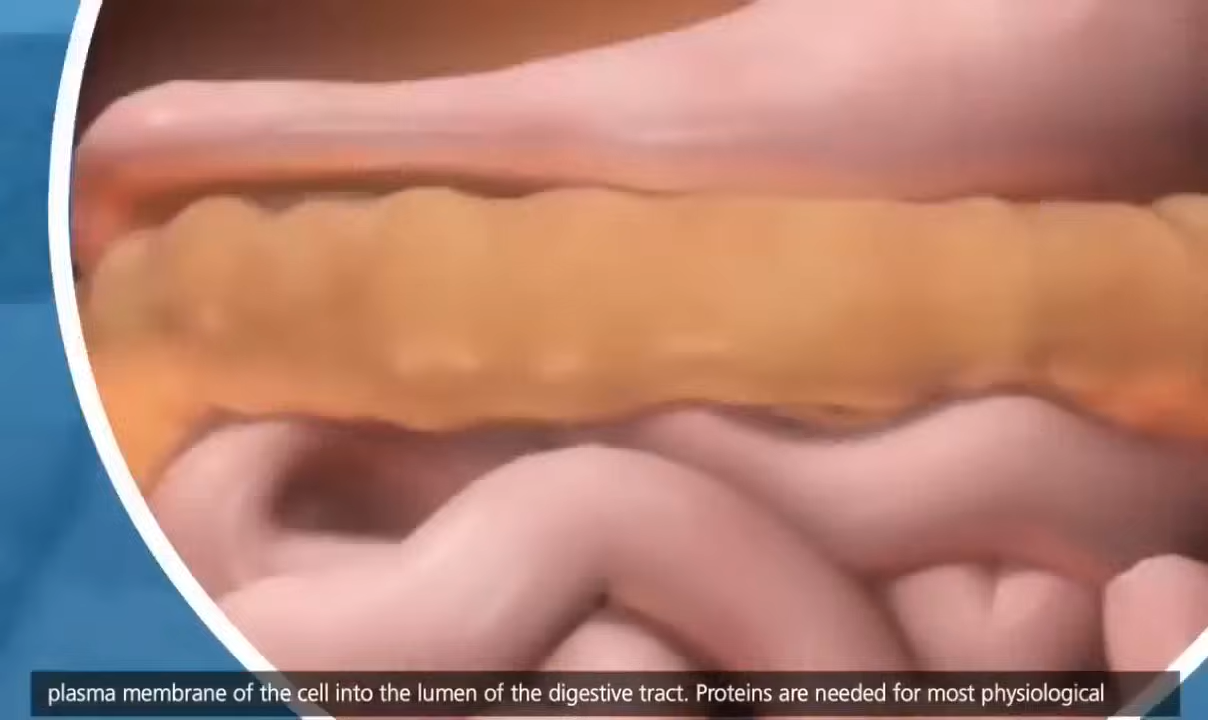 plasma membrane of the cell into the lumen of the digestive tract. Proteins are needed for most physiological